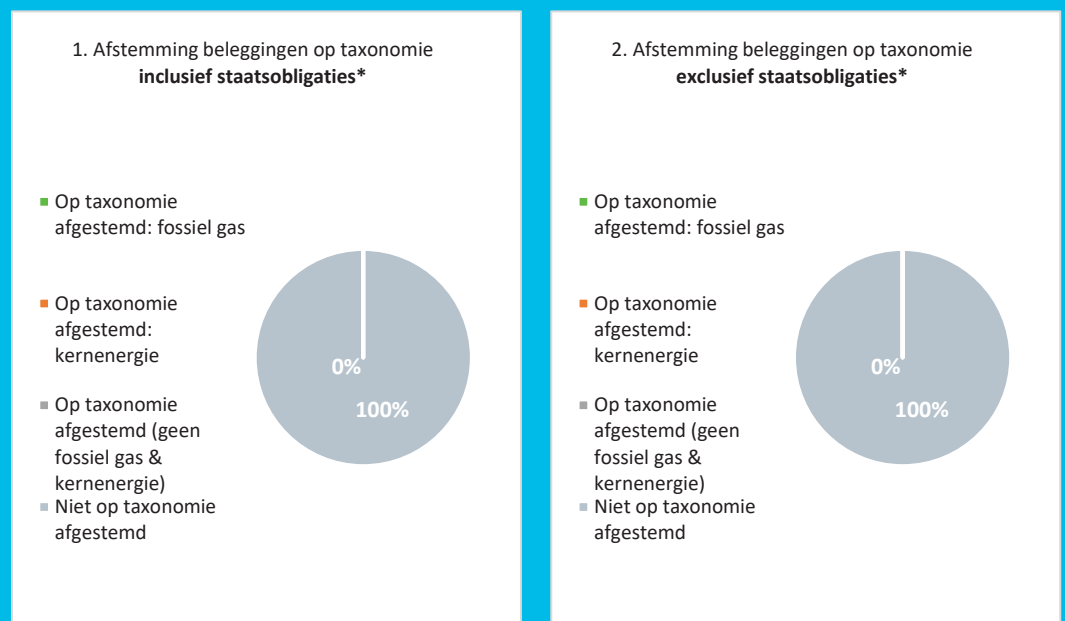 1. Afstemming beleggingen op taxonomie
inclusief staatsobligaties*
Op taxonomie
afgestemd: fossiel gas
Op taxonomie
afgestemd:
kernenergie
Op taxonomie
afgestemd (geen
fossiel gas &
kernenergie)
Niet op taxonomie
afgestemd
0%
100%
2. Afstemming beleggingen op taxonomie
exclusief staatsobligaties*
Op taxonomie
afgestemd: fossiel gas
Op taxonomie
afgestemd:
kernenergie
Op taxonomie
afgestemd (geen
fossiel gas &
kernenergie)
Niet op taxonomie
afgestemd
0%
100%